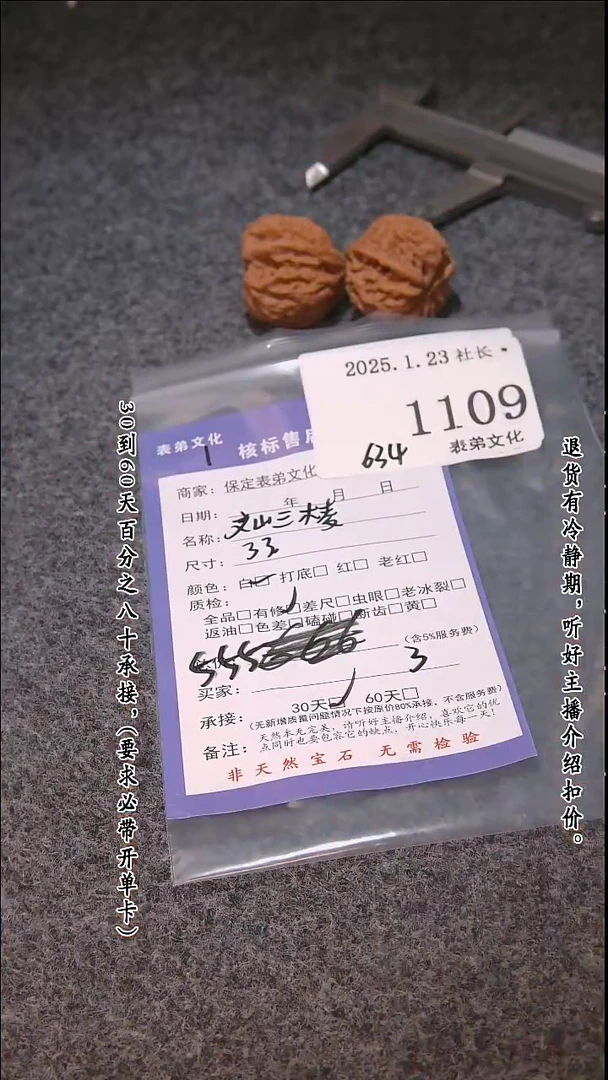 2025.1.23 社长
1109
634
表弟文化
表弟文化
1
核标售后
商家：保定表弟文化
日期： 年 月 日
名称：文山三棱
尺寸：33
颜色：白 打底□ 红□ 老红□
质检：
全品□有修□差尺□虫眼□老冰裂□
返油□色差□磕碰□断齿□黄□
555
(含5%服务费)
买家：
3
承接： 30天□ 60天□
(无新增质量问题情况下按原价80%承接，不含服务费)
备注：天然本无完美，请听好主播介绍，喜欢它的优
点同时也要包容它的缺点，开心快乐每一天！
非天然宝石 无需检验
30到60天百分之八十承接，(要求必带开单卡)
退货有冷静期，听好主播介绍扣价。